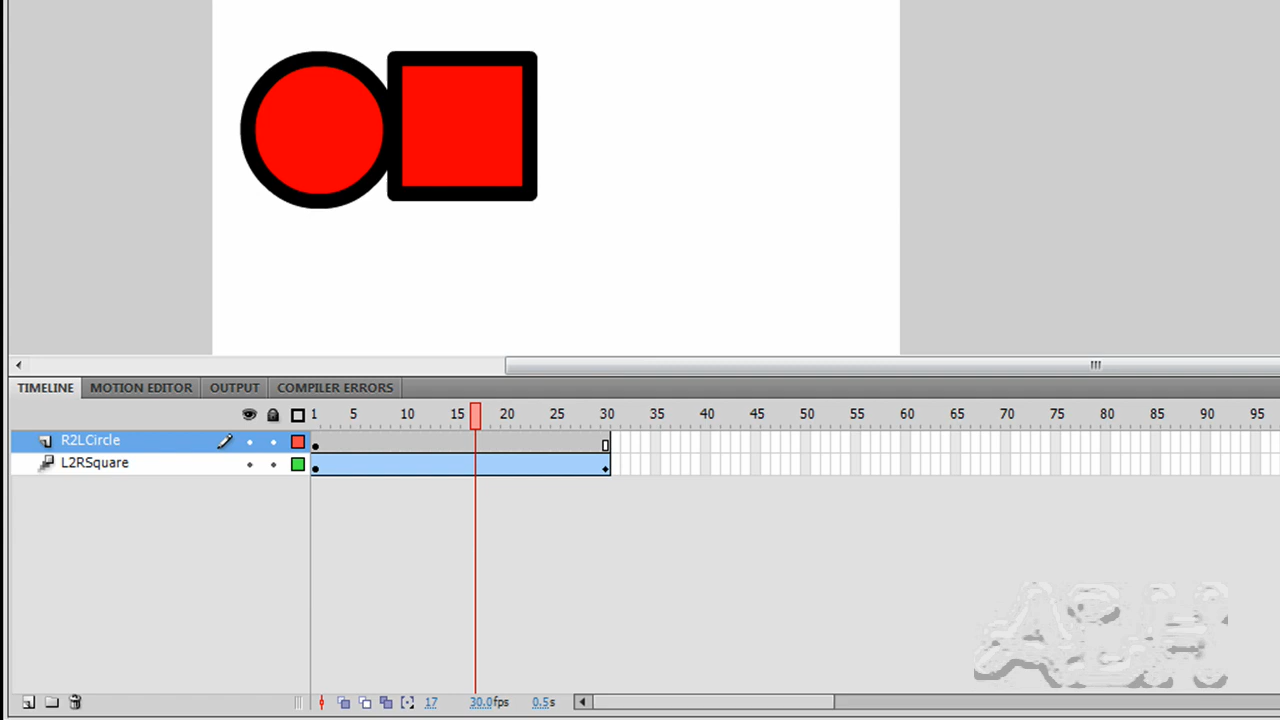 TIMELINE MOTION EDITOR OUTPUT COMPILER ERRORS
1 5 10 15 20 25 30 35 40 45 50 55 60 65 70 75 80 85 90 95
R2LCircle
L2RSquare
17 30.0fps 0.5s